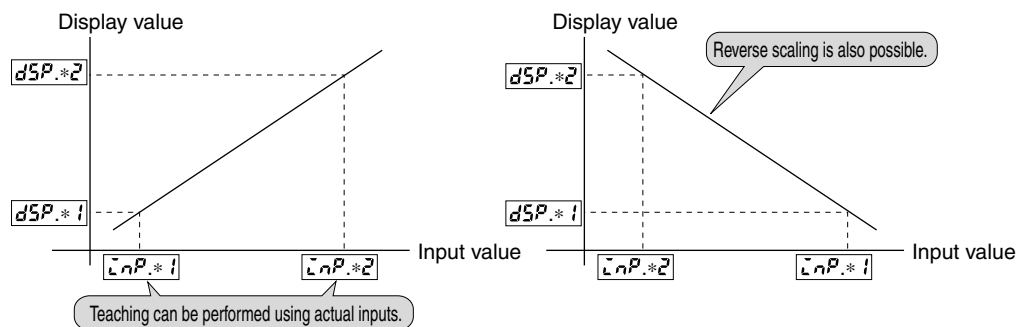 Display value
dSP.*2
dSP.*1
Input value
inP.*1
inP.*2
Teaching can be performed using actual inputs.
Display value
Reverse scaling is also possible.
dSP.*2
dSP.*1
Input value
inP.*2
inP.*1